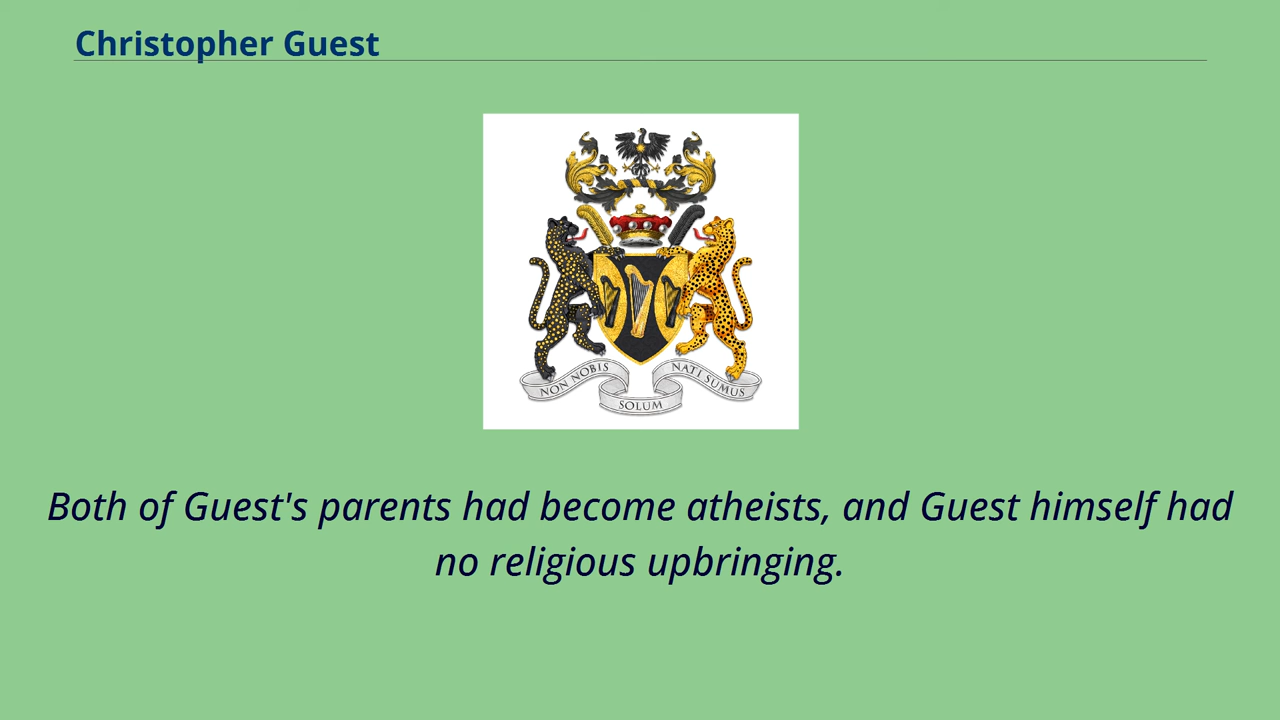 Christopher Guest
NON NOBIS
NATI SUMUS
SOLUM
Both of Guest's parents had become atheists, and Guest himself had
no religious upbringing.